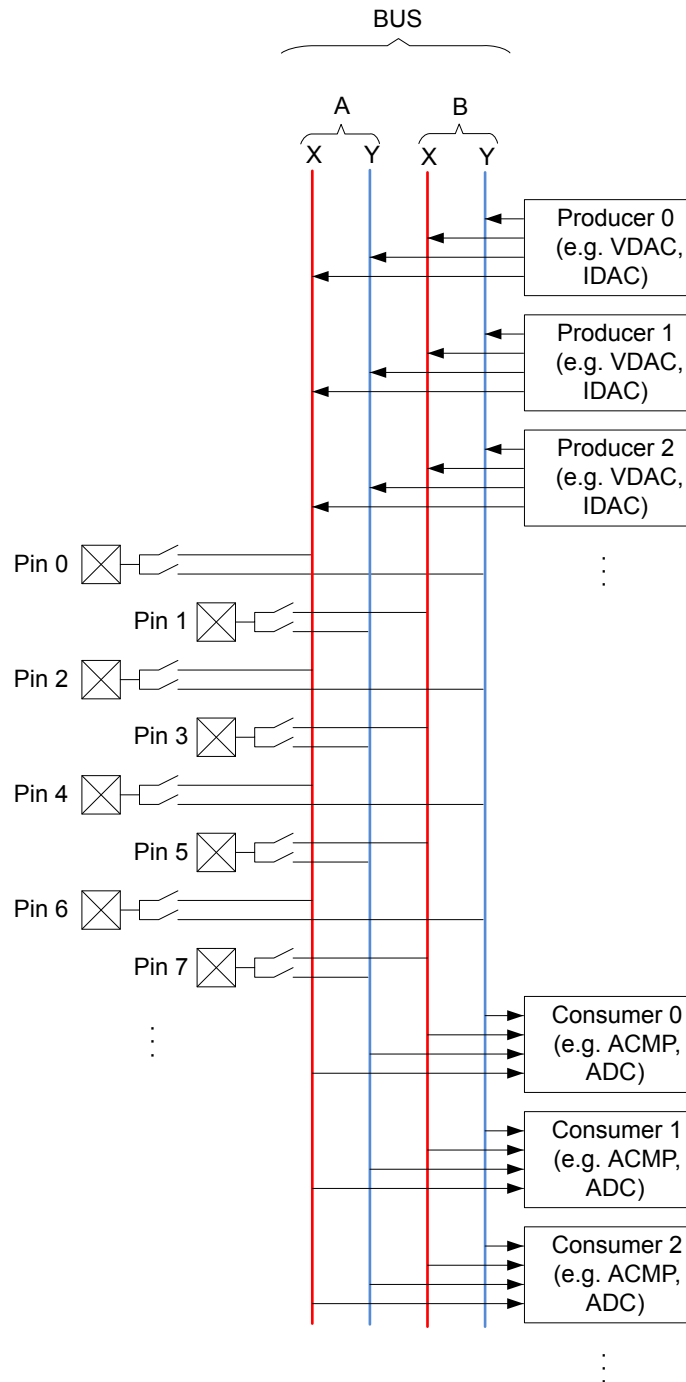 BUS
A
B
X
Y
X
Y
Producer 0
(e.g. VDAC,
IDAC)
Producer 1
(e.g. VDAC,
IDAC)
Producer 2
(e.g. VDAC,
IDAC)
Pin 0
Pin 1
Pin 2
Pin 3
Pin 4
Pin 5
Pin 6
Pin 7
Consumer 0
(e.g. ACMP,
ADC)
Consumer 1
(e.g. ACMP,
ADC)
Consumer 2
(e.g. ACMP,
ADC)